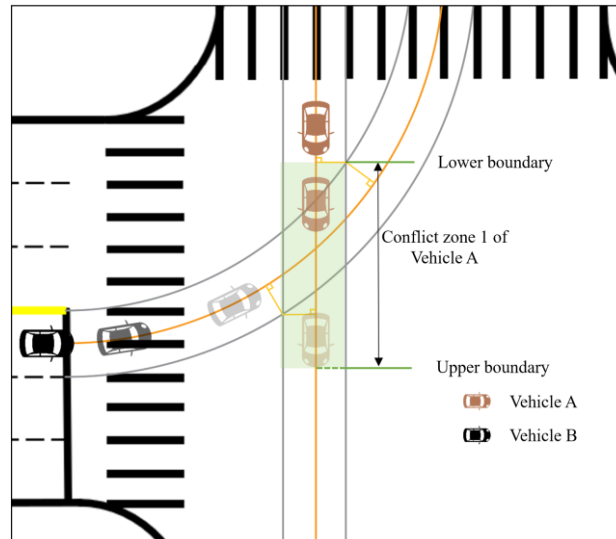 Lower boundary
Conflict zone 1 of
Vehicle A
Upper boundary
Vehicle A
Vehicle B